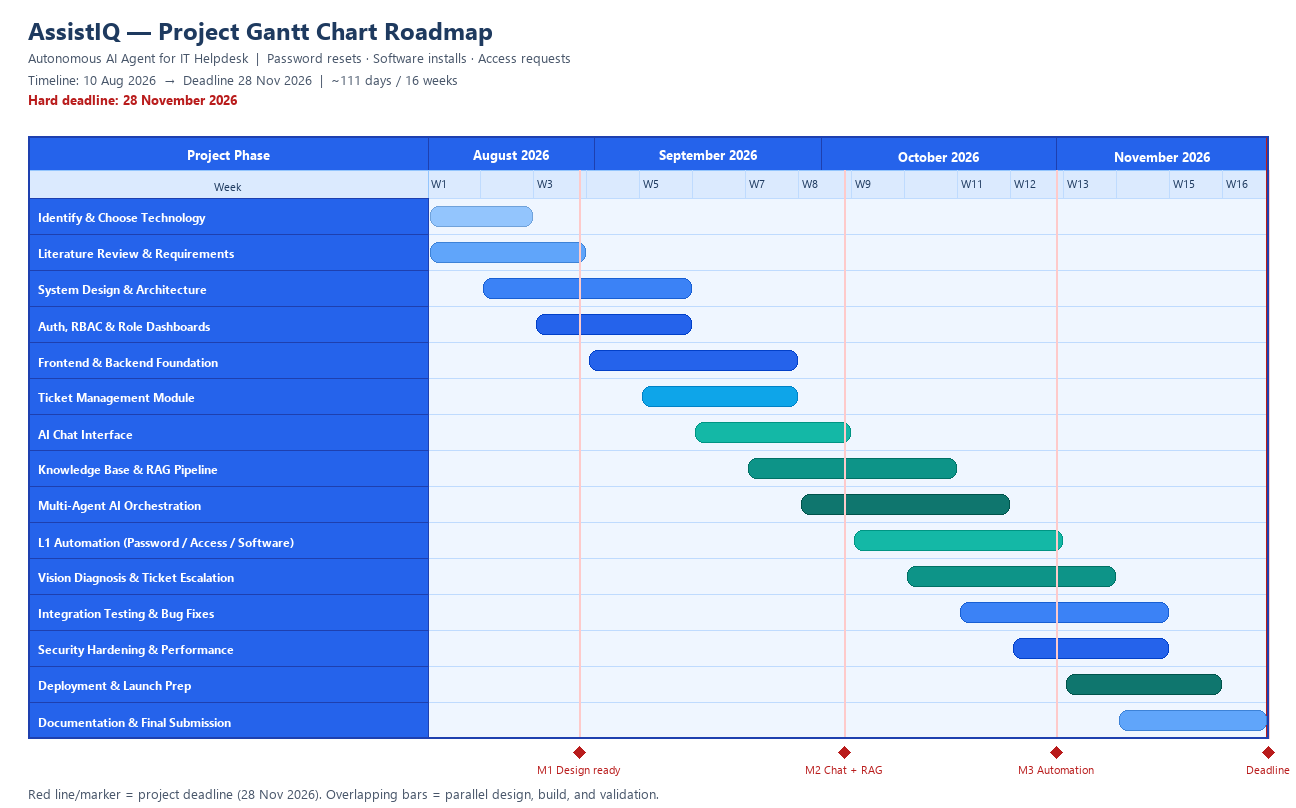 AssistIQ — Project Gantt Chart Roadmap
Autonomous AI Agent for IT Helpdesk | Password resets · Software installs · Access requests
Timeline: 10 Aug 2026 → Deadline 28 Nov 2026 | ~111 days / 16 weeks
Hard deadline: 28 November 2026
Project Phase August 2026 September 2026 October 2026 November 2026
Week W1 W3 W5 W7 W8 W9 W11 W12 W13 W15 W16
Identify & Choose Technology
Literature Review & Requirements
System Design & Architecture
Auth, RBAC & Role Dashboards
Frontend & Backend Foundation
Ticket Management Module
AI Chat Interface
Knowledge Base & RAG Pipeline
Multi-Agent AI Orchestration
L1 Automation (Password / Access / Software)
Vision Diagnosis & Ticket Escalation
Integration Testing & Bug Fixes
Security Hardening & Performance
Deployment & Launch Prep
Documentation & Final Submission
M1 Design ready M2 Chat + RAG M3 Automation Deadline
Red line/marker = project deadline (28 Nov 2026). Overlapping bars = parallel design, build, and validation.